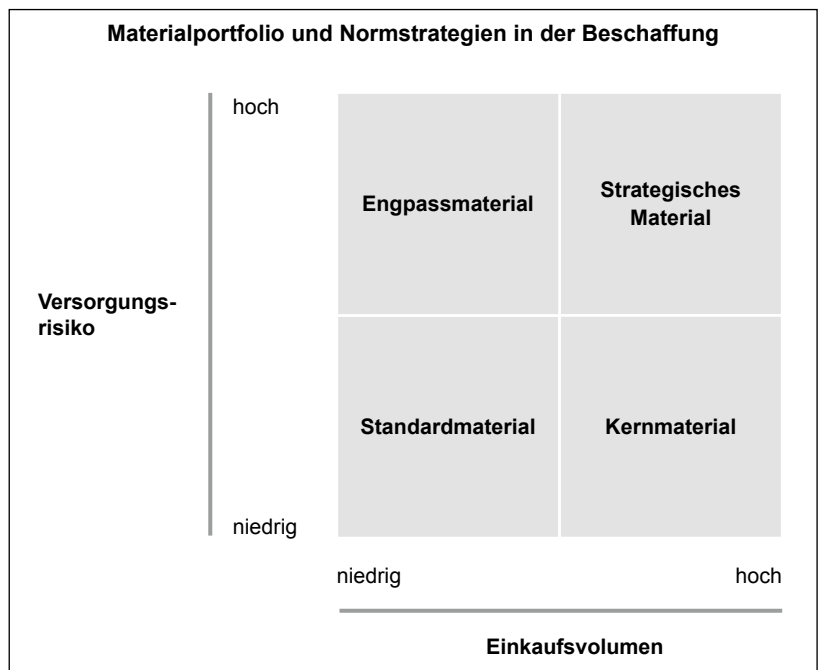 Materialportfolio und Normstrategien in der Beschaffung
hoch
Engpassmaterial
Strategisches
Material
Versorgungs-
risiko
Standardmaterial
Kernmaterial
niedrig
niedrig
hoch
Einkaufsvolumen